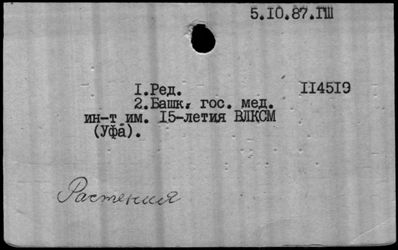 5.10.87.ГШ
1.Ред. 114519
2.Башк. гос. мед.
ин-т им. 15-летия ВЛКСМ
(Уфа).
Растения